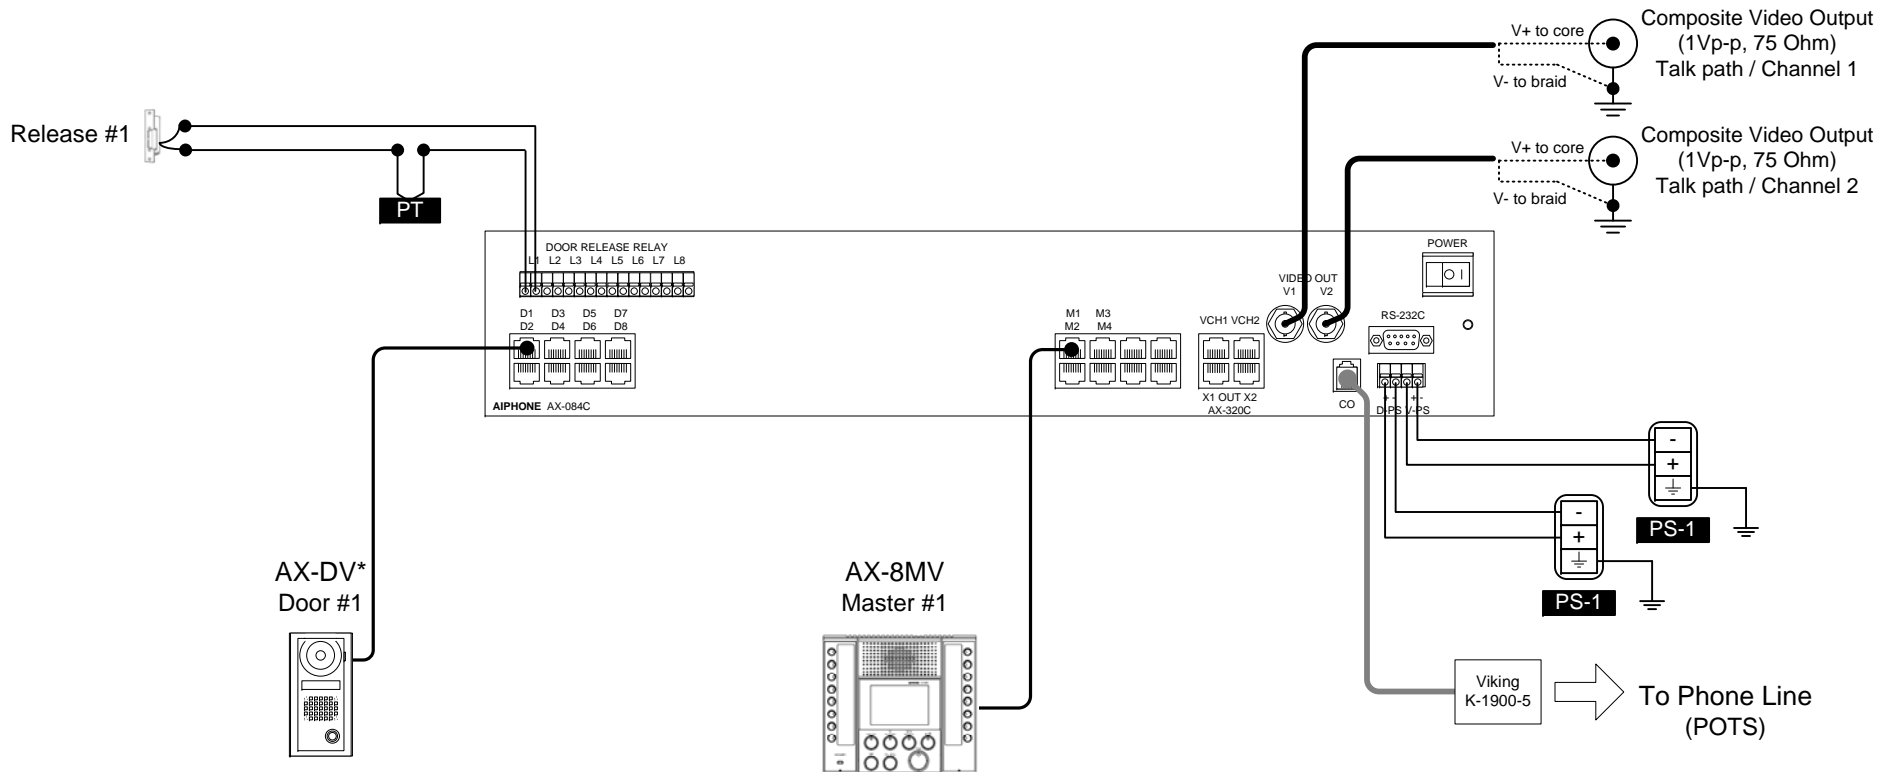 Composite Video Output
(1Vp-p, 75 Ohm)
Talk path / Channel 1
V+ to core
V- to braid
Release #1
PT
Composite Video Output
(1Vp-p, 75 Ohm)
Talk path / Channel 2
V+ to core
V- to braid
DOOR RELEASE RELAY
L1 L2 L3 L4 L5 L6 L7 L8
POWER
VIDEO OUT
V1 V2
D1 D3 D5 D7
D2 D4 D6 D8
M1 M3
M2 M4
VCH1 VCH2
RS-232C
X1 OUT X2
AX-320C
CO
+ - + -
D-PS V-PS
AIPHONE AX-084C
-
+
PS-1
-
+
PS-1
AX-DV*
Door #1
AX-8MV
Master #1
Viking
K-1900-5
To Phone Line
(POTS)